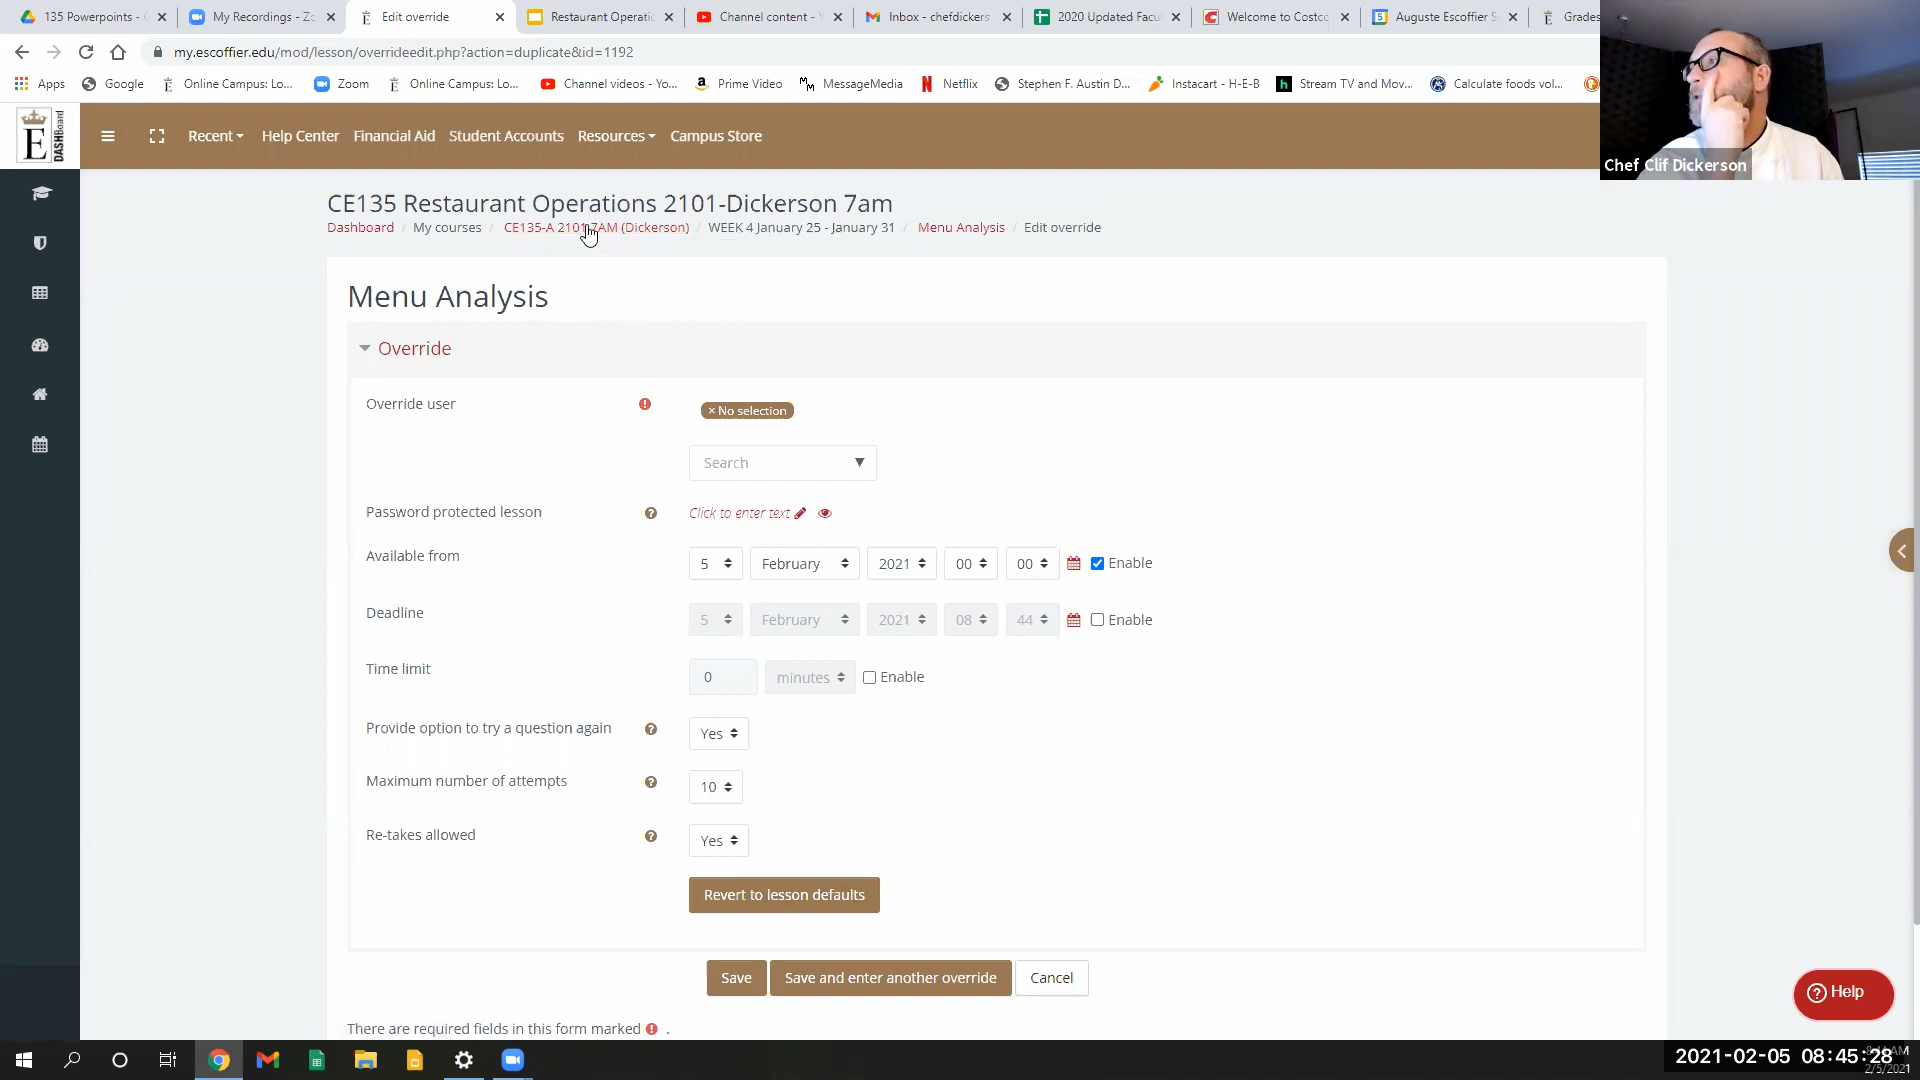 135 Powerpoints - G
My Recordings - Zo
Edit override
Restaurant Operati
Channel content - Y
Inbox - chefdickers
2020 Updated Facu
Welcome to Costco
Auguste Escoffier S
Grades
my.escoffier.edu/mod/lesson/overrideedit.php?action=duplicate&id=1192
Apps
Google
Online Campus: Lo...
Zoom
Online Campus: Lo...
Channel videos - Yo...
Prime Video
MessageMedia
Netflix
Stephen F. Austin D...
Instacart - H-E-B
Stream TV and Mov...
Calculate foods vol...
Chef Clif Dickerson
E DASHBoard
Recent
Help Center
Financial Aid
Student Accounts
Resources
Campus Store
CE135 Restaurant Operations 2101-Dickerson 7am
Dashboard / My courses / CE135-A 2101 7AM (Dickerson) / WEEK 4 January 25 - January 31 / Menu Analysis / Edit override
Menu Analysis
Override
Override user
× No selection
Search
Password protected lesson
Click to enter text
Available from
5 February 2021 00 00 Enable
Deadline
5 February 2021 08 44 Enable
Time limit
0 minutes Enable
Provide option to try a question again
Yes
Maximum number of attempts
10
Re-takes allowed
Yes
Revert to lesson defaults
Save
Save and enter another override
Cancel
There are required fields in this form marked .
Help
2021-02-05 08:45:28
2/5/2021